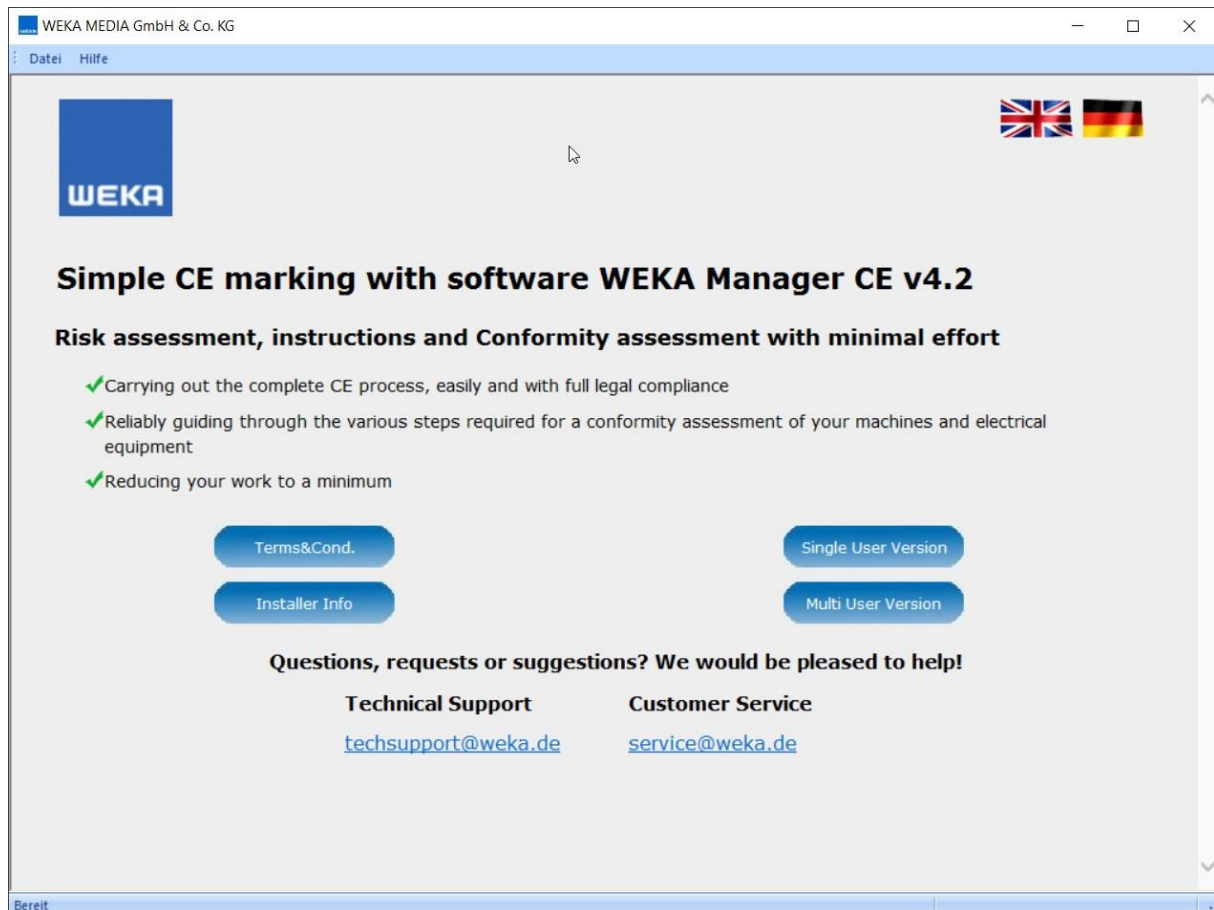 WEKA MEDIA GmbH & Co. KG
Datei Hilfe
WEKA
Simple CE marking with software WEKA Manager CE v4.2
Risk assessment, instructions and Conformity assessment with minimal effort
Carrying out the complete CE process, easily and with full legal compliance
Reliably guiding through the various steps required for a conformity assessment of your machines and electrical
equipment
Reducing your work to a minimum
Terms&Cond.
Single User Version
Installer Info
Multi User Version
Questions, requests or suggestions? We would be pleased to help!
Technical Support
Customer Service
techsupport@weka.de
service@weka.de
Bereit